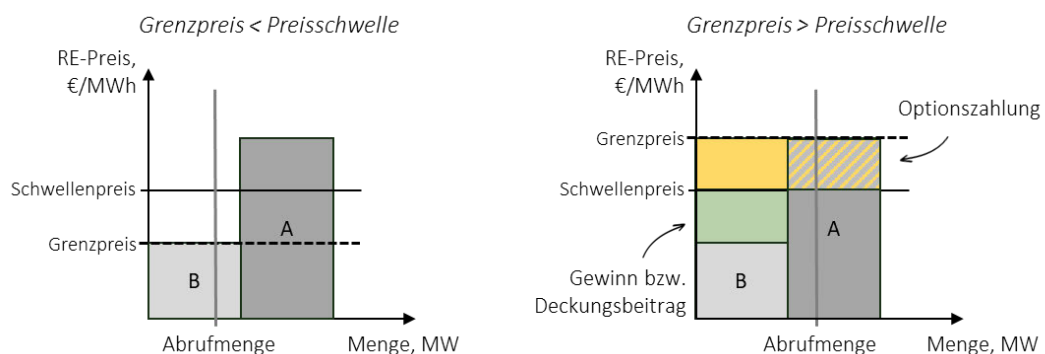 Grenzpreis < Preisschwelle
RE-Preis,
€/MWh
Schwellenpreis
Grenzpreis
A
B
Abrufmenge
Menge, MW
Grenzpreis > Preisschwelle
RE-Preis,
€/MWh
Optionszahlung
Grenzpreis
Schwellenpreis
A
Gewinn bzw.
Deckungsbeitrag
B
Abrufmenge
Menge, MW